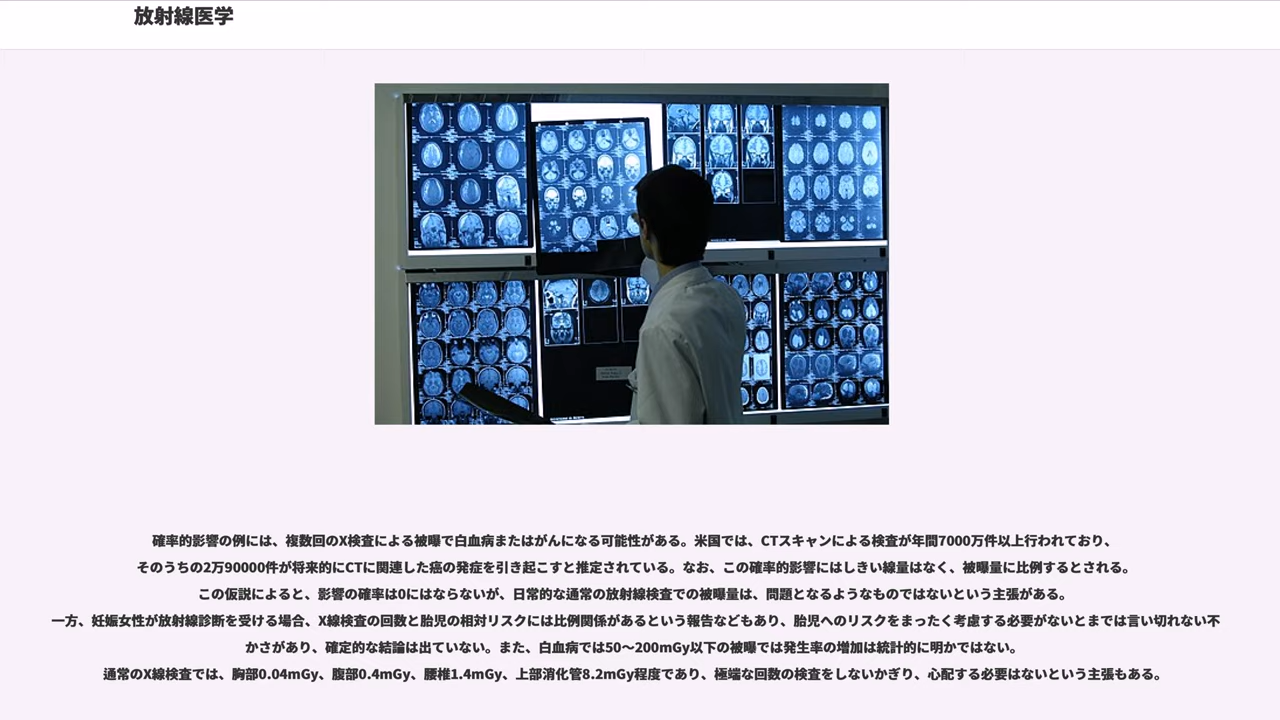 放射線医学
確率的影響の例には、複数回のX検査による被曝で白血病またはがんになる可能性がある。米国では、CTスキャンによる検査が年間7000万件以上行われており、
そのうちの2万90000件が将来的にCTに関連した癌の発症を引き起こすと推定されている。なお、この確率的影響にはしきい線量はなく、被曝量に比例するとされる。
この仮説によると、影響の確率は0にはならないが、日常的な通常の放射線検査での被曝量は、問題となるようなものではないという主張がある。
一方、妊娠女性が放射線診断を受ける場合、X線検査の回数と胎児の相対リスクには比例関係があるという報告などもあり、胎児へのリスクをまったく考慮する必要がないとまでは言い切れない不
かさがあり、確定的な結論は出ていない。また、白血病では50〜200mGy以下の被曝では発生率の増加は統計的に明かではない。
通常のX線検査では、胸部0.04mGy、腹部0.4mGy、腰椎1.4mGy、上部消化管8.2mGy程度であり、極端な回数の検査をしないかぎり、心配する必要はないという主張もある。